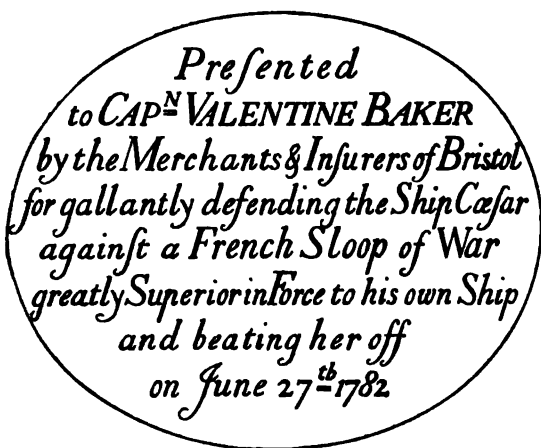 Preſented
to CAPᴺ VALENTINE BAKER
by the Merchants & Inſurers of Bristol
for gallantly defending the Ship Cæſar
againſt a French Sloop of War
greatly Superior in Force to his own Ship
and beating her off
on June 27th 1782